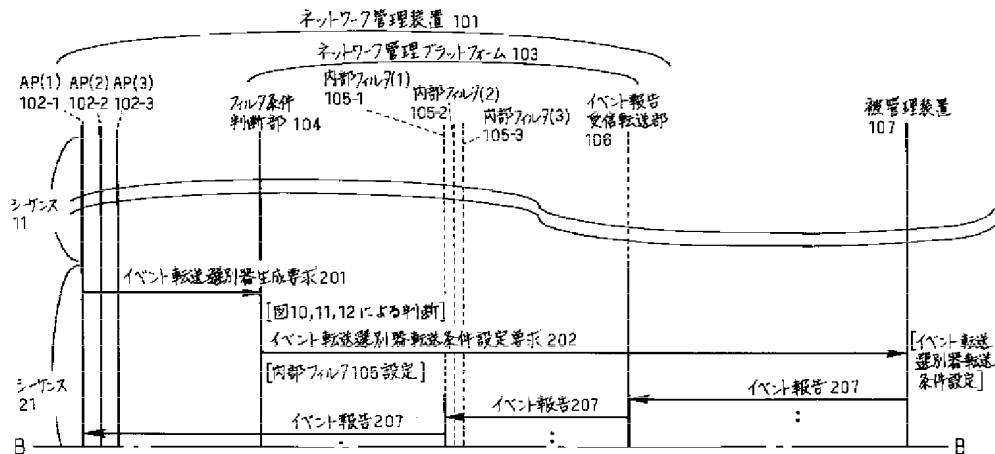 ネットワーク管理装置 101
ネットワーク管理プラットフォーム 103
AP(1) AP(2) AP(3)
102-1 102-2 102-3
フィルタ条件
判断部 104
内部フィルタ(1)
105-1
内部フィルタ(2)
105-2
内部フィルタ(3)
105-3
イベント報告
受信転送部
106
被管理装置
107
シーケンス
11
イベント転送選別器生成要求 201
[図10,11,12による判断]
イベント転送選別器転送条件設定要求 202
[イベント転送
選別器転送
条件設定]
[内部フィルタ105設定]
シーケンス
21
イベント報告 207
イベント報告207
イベント報告207
B
B